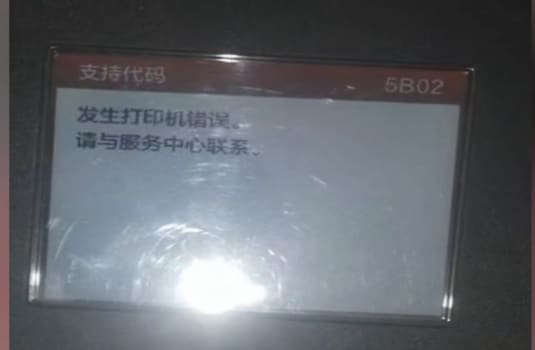 支持代码 5B02
发生打印机错误。
请与服务中心联系。